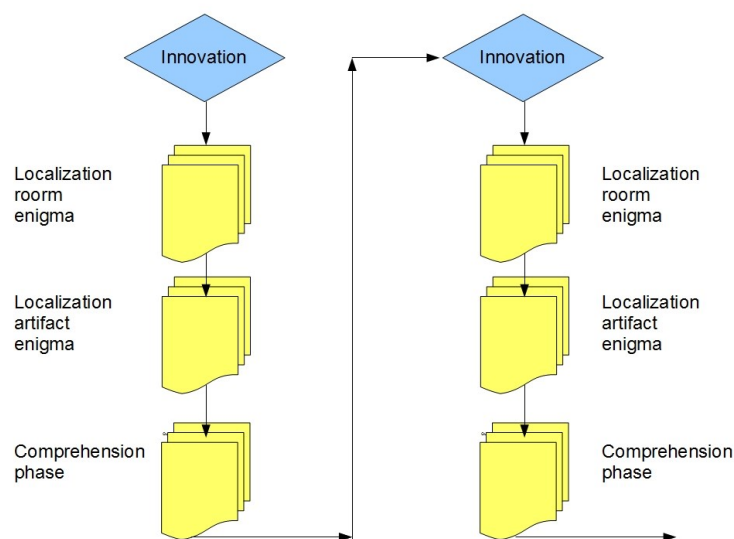 Innovation
Localization
roorm
enigma
Localization
artifact
enigma
Comprehension
phase
Innovation
Localization
roorm
enigma
Localization
artifact
enigma
Comprehension
phase